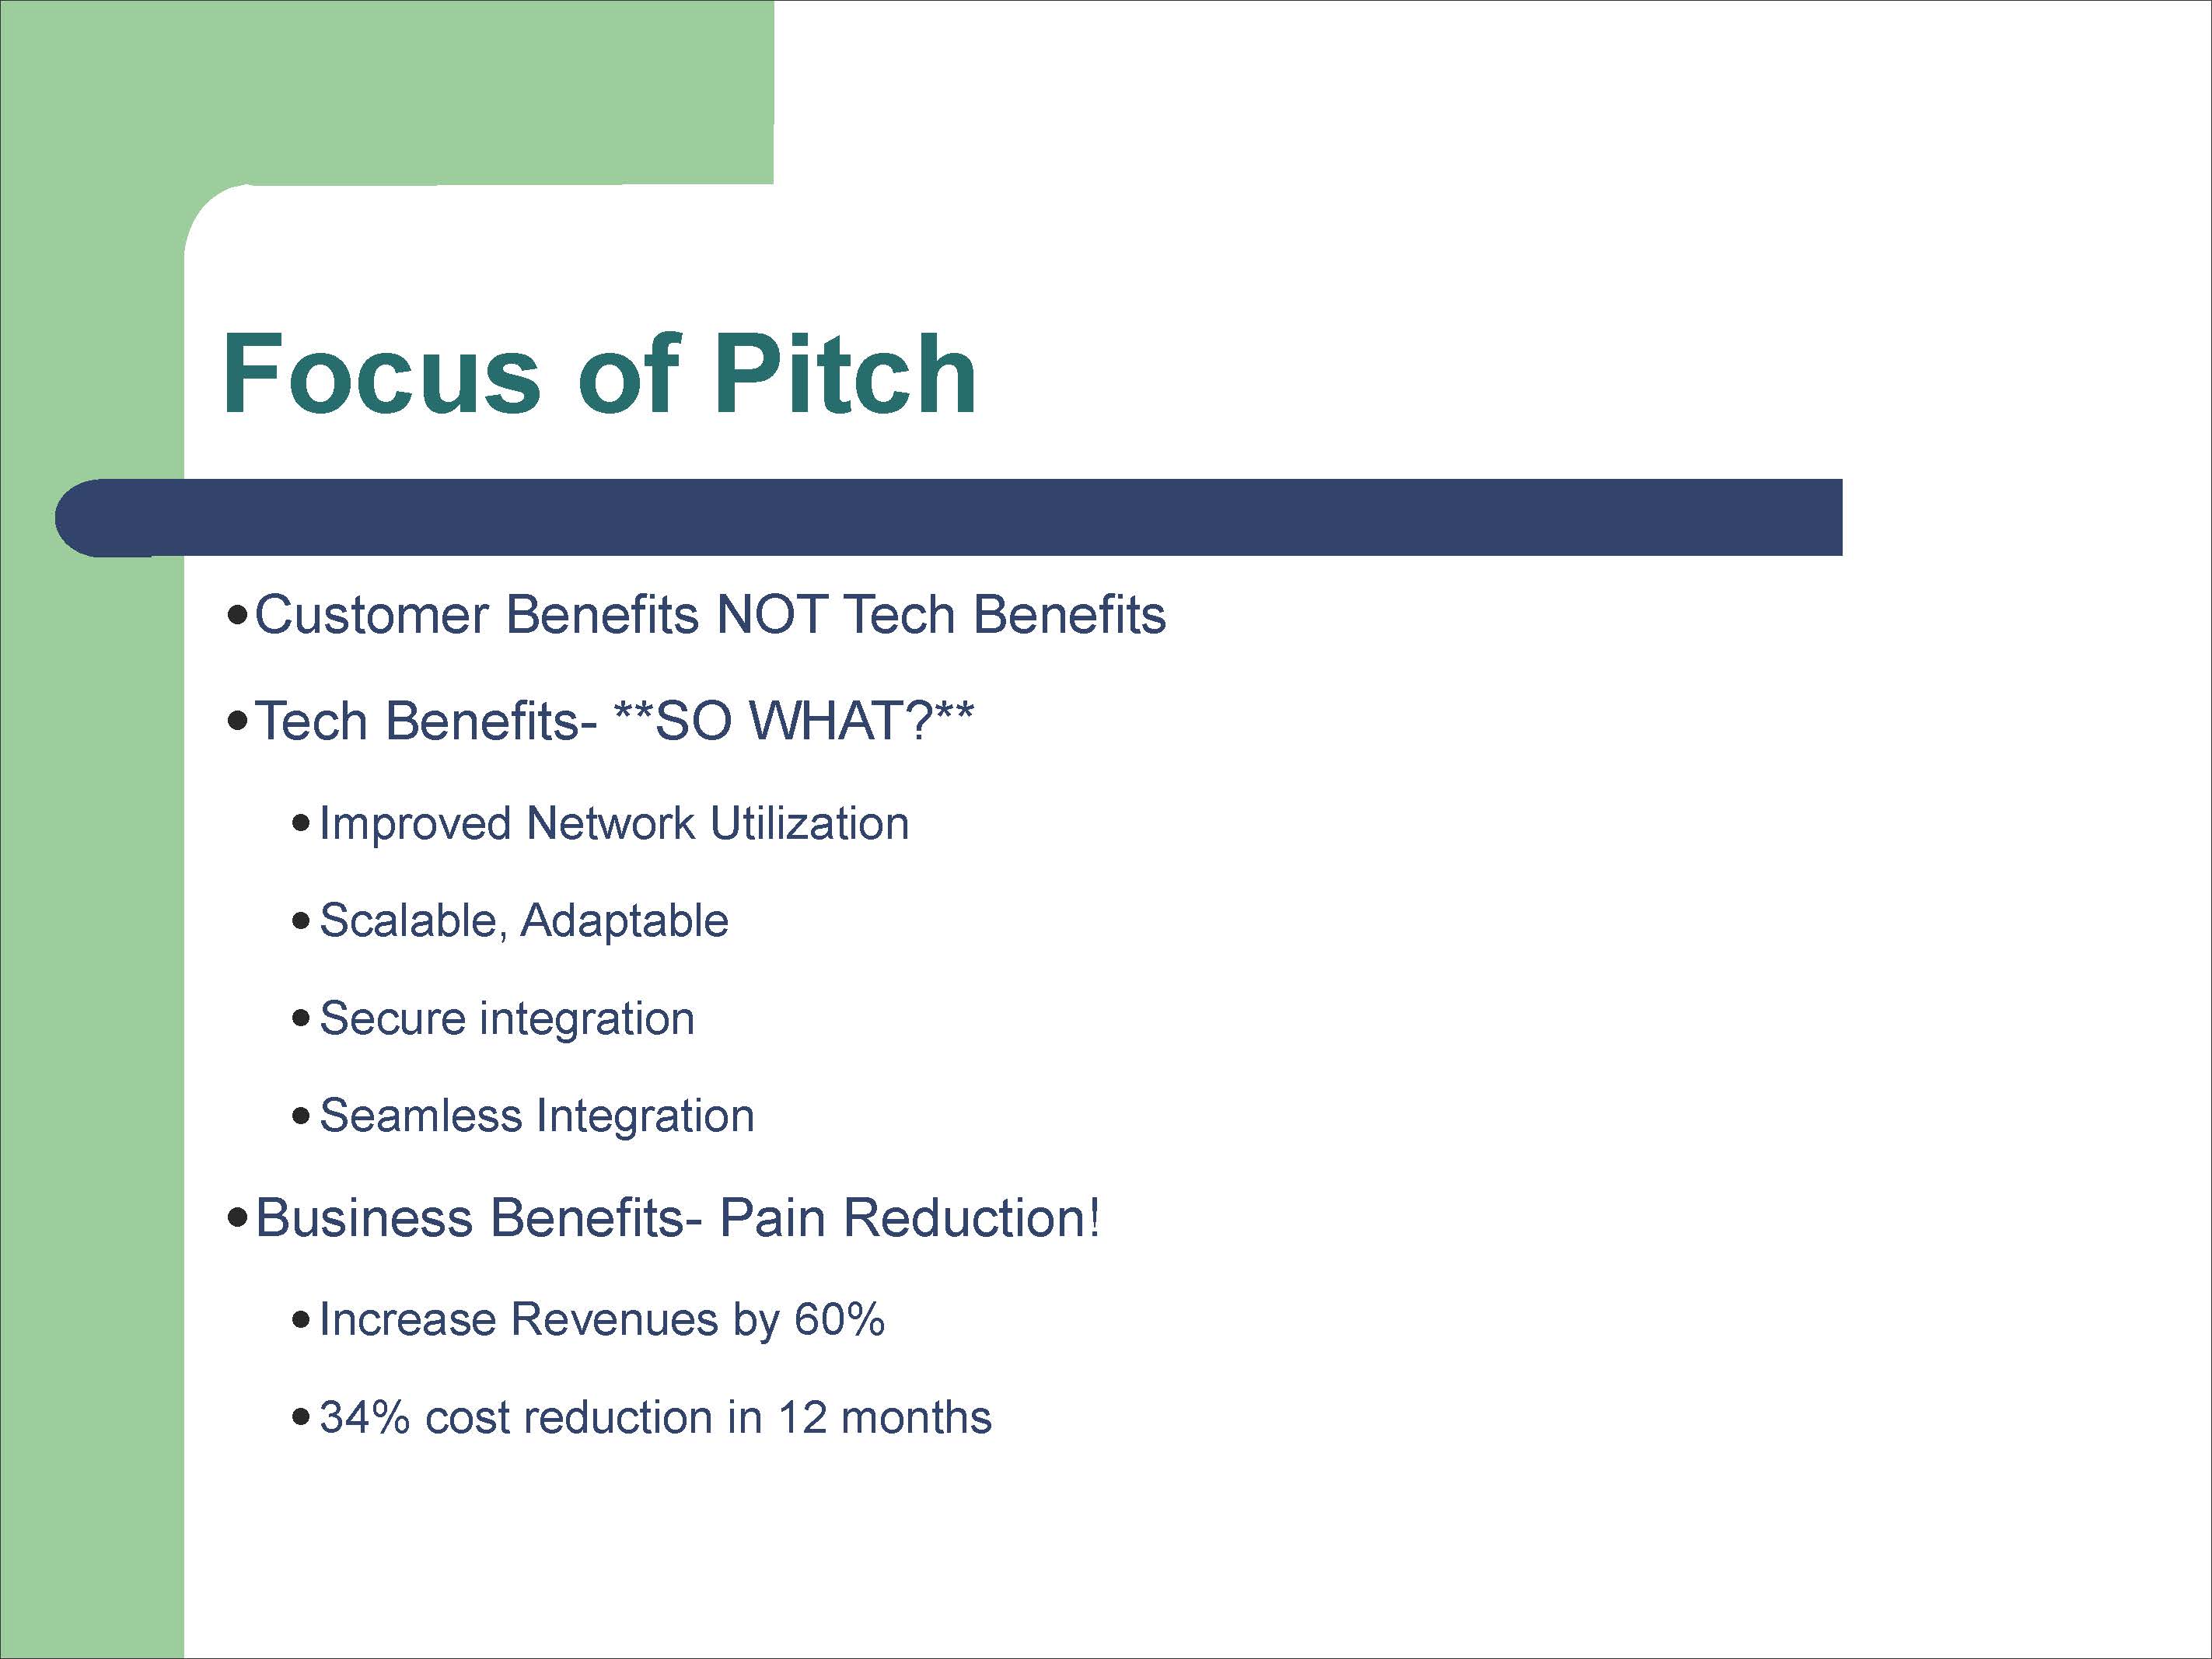 Focus of Pitch
•Customer Benefits NOT Tech Benefits
•Tech Benefits- **SO WHAT?**
•Improved Network Utilization
•Scalable, Adaptable
•Secure integration
•Seamless Integration
•Business Benefits- Pain Reduction!
•Increase Revenues by 60%
•34% cost reduction in 12 months